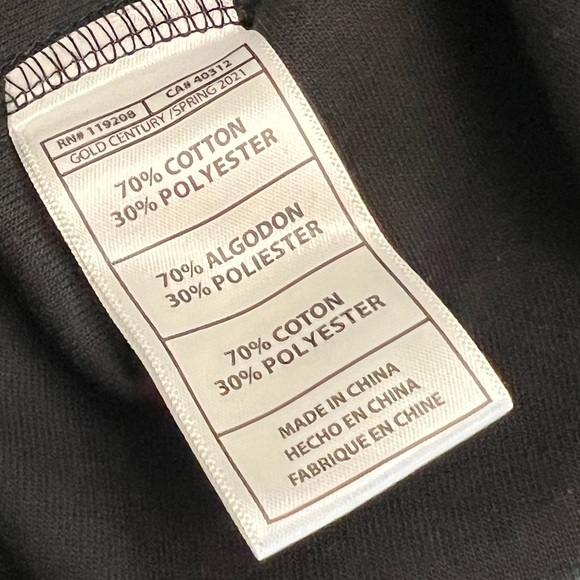 RN# 119208 CA# 40312
GOLD CENTURY /SPRING 2021
70% COTTON
30% POLYESTER
70% ALGODON
30% POLIESTER
70% COTON
30% POLYESTER
MADE IN CHINA
HECHO EN CHINA
FABRIQUE EN CHINE